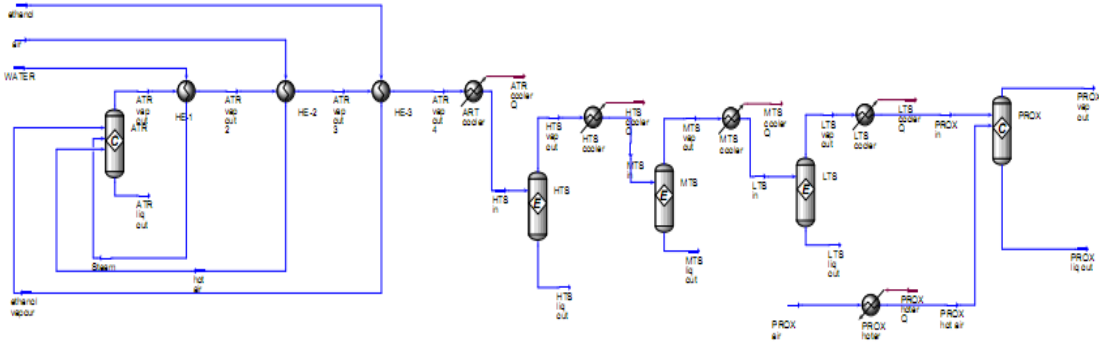 ethanol
air
WATER
ATR
vap
out
HE-1
ATR
vap
out
2
HE-2
ATR
vap
out
3
HE-3
ATR
vap
out
4
ART
cooler
ATR
cooler
Q
ATR
C
ATR
liq
out
Steam
hot
air
ethanol
vapour
HTS
in
HTS
vap
out
HTS
cooler
HTS
cooler
Q
HTS
E
HTS
liq
out
MTS
in
MTS
vap
out
MTS
cooler
MTS
cooler
Q
MTS
E
MTS
liq
out
LTS
in
LTS
vap
out
LTS
cooler
LTS
cooler
Q
LTS
E
LTS
liq
out
PROX
in
PROX
C
PROX
vap
out
PROX
liq out
PROX
air
PROX
hoter
PROX
hoter
Q
PROX
hot air